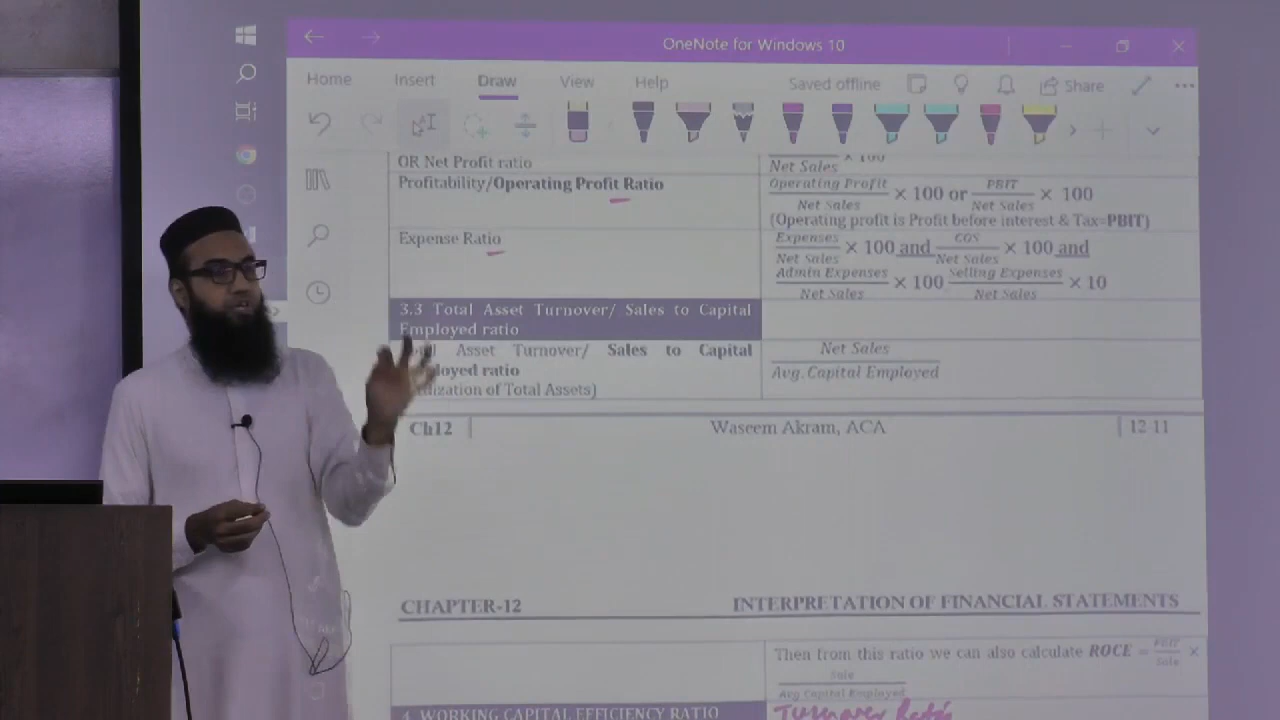 OneNote for Windows 10
Home Insert Draw View Help Saved offline Share
OR Net Profit ratio
Net Sales × 100
Profitability/Operating Profit Ratio
Operating Profit × 100 or PBIT × 100
Net Sales Net Sales
(Operating profit is Profit before interest & Tax=PBIT)
Expense Ratio
Expenses × 100 and COS × 100 and
Net Sales Net Sales
Admin Expenses × 100 Selling Expenses × 10
Net Sales Net Sales
3.3 Total Asset Turnover/ Sales to Capital
Employed ratio
Asset Turnover/ Sales to Capital
ratio
of Total Assets)
Net Sales
Avg. Capital Employed
Ch12 Waseem Akram, ACA 12-11
CHAPTER-12 INTERPRETATION OF FINANCIAL STATEMENTS
Then from this ratio we can also calculate ROCE = PBIT ×
Sale
Sale
Avg Capital Employed
4. WORKING CAPITAL EFFICIENCY RATIO
Turnover Ratio